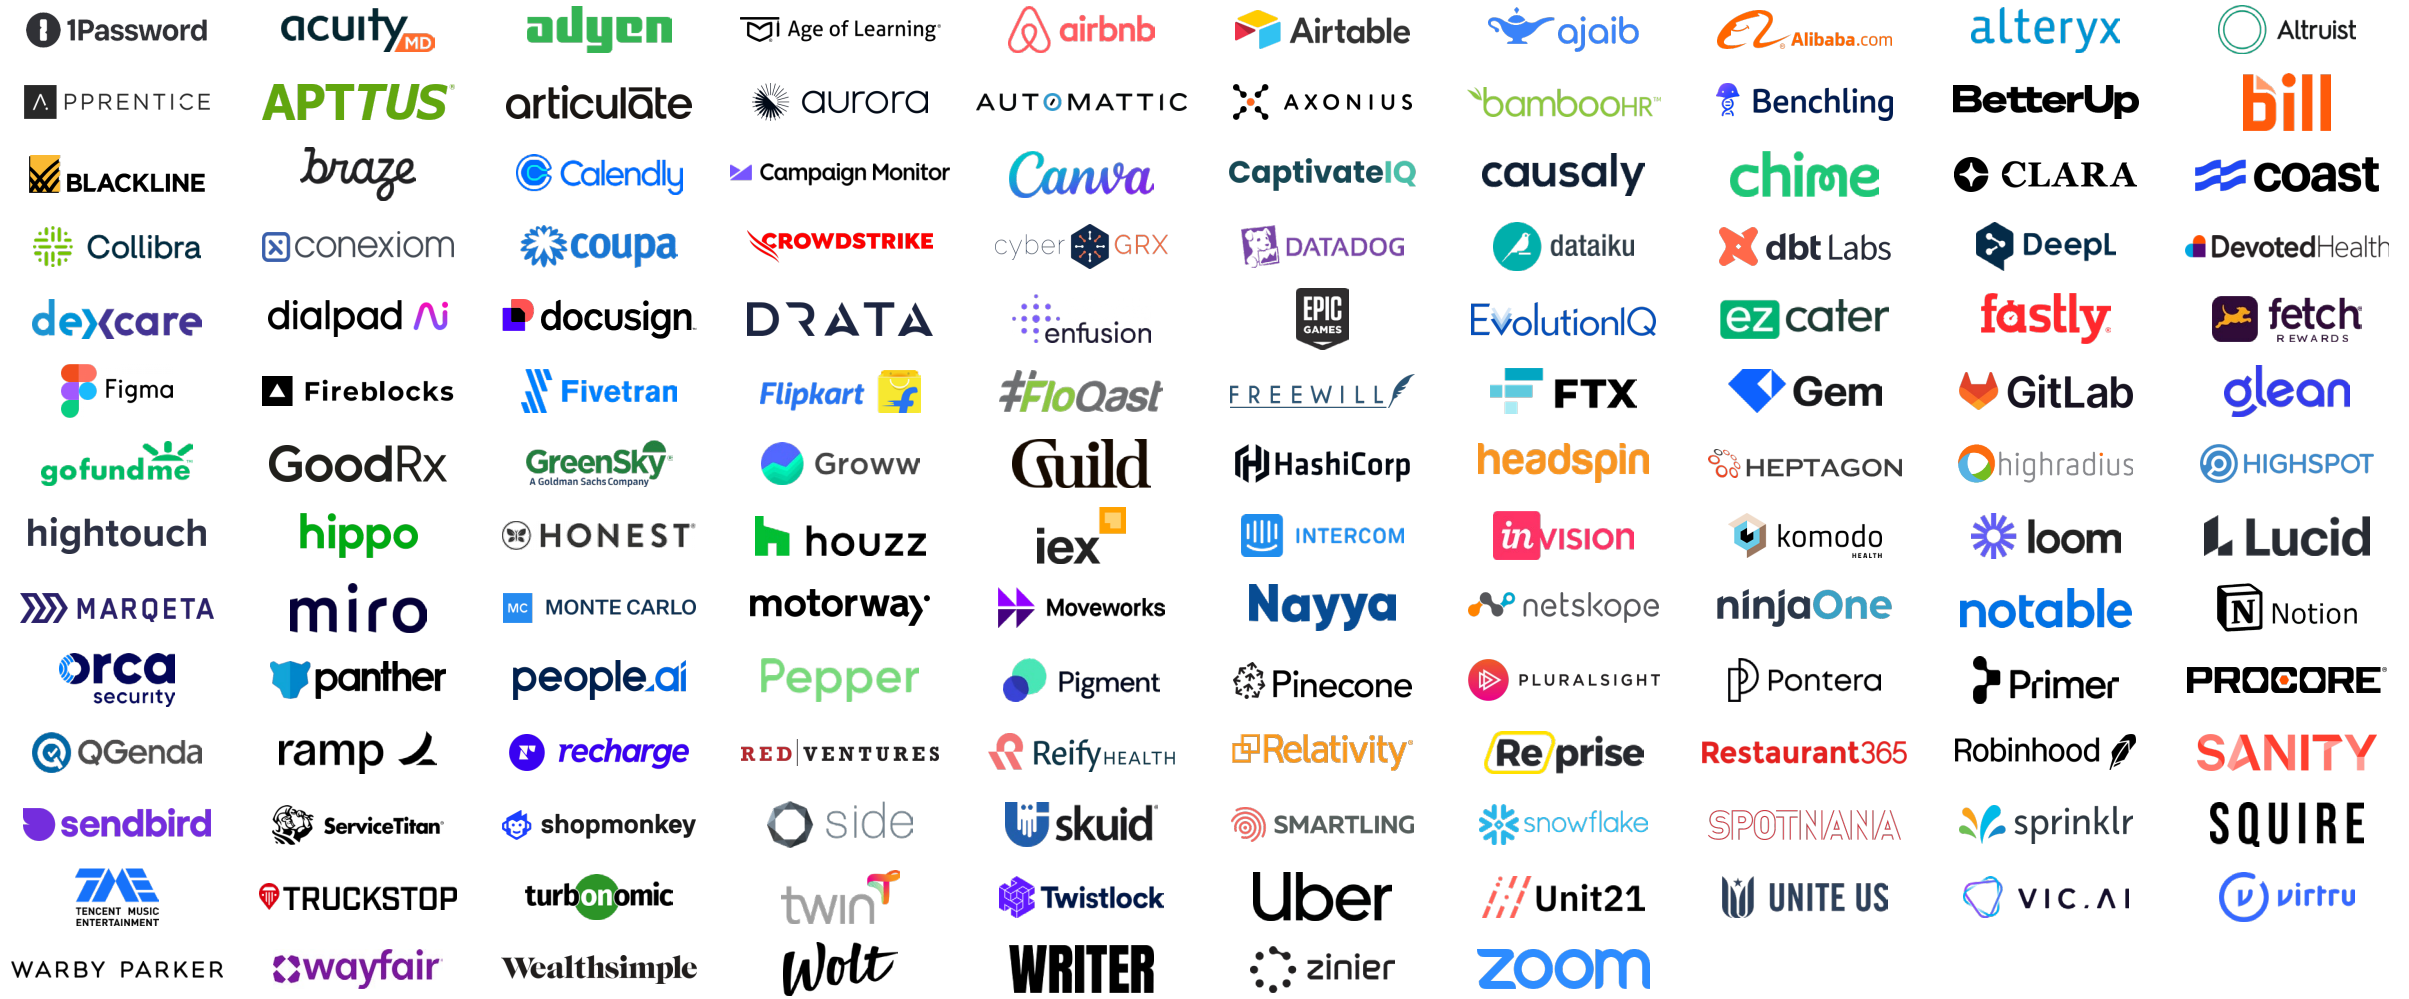 1Password
acuity MD
adyen
Age of Learning
airbnb
Airtable
ajaib
Alibaba.com
alteryx
Altruist
APPRENTICE
APTTUS
articulate
aurora
AUTOMATTIC
AXONIUS
bambooHR
Benchling
BetterUp
bill
BLACKLINE
braze
Calendly
Campaign Monitor
Canva
CaptivateIQ
causaly
chime
CLARA
coast
Collibra
conexiom
coupa
CROWDSTRIKE
cyber GRX
DATADOG
dataiku
dbt Labs
DeepL
DevotedHealth
dexcare
dialpad Ai
docusign
DRATA
enfusion
EPIC
GAMES
EvolutionIQ
ez cater
fastly
fetch
REWARDS
Figma
Fireblocks
Fivetran
Flipkart f
#FloQast
FREEWILL
FTX
Gem
GitLab
glean
gofundme
GoodRx
GreenSky
A Goldman Sachs Company
Groww
Guild
HashiCorp
headspin
HEPTAGON
highradius
HIGHSPOT
hightouch
hippo
HONEST
houzz
iex
INTERCOM
inVISION
komodo
HEALTH
loom
Lucid
MARQETA
miro
MC MONTE CARLO
motorway
Moveworks
Nayya
netskope
ninjaOne
notable
N Notion
orca
security
panther
people.ai
Pepper
Pigment
Pinecone
PLURALSIGHT
Pontera
Primer
PROCORE
QGenda
ramp
recharge
RED VENTURES
Reify HEALTH
Relativity
Reprise
Restaurant365
Robinhood
SANITY
sendbird
ServiceTitan
shopmonkey
side
skuid
SMARTLING
snowflake
SPOTNANA
sprinklr
SQUIRE
TME
TENCENT MUSIC
ENTERTAINMENT
TRUCKSTOP
turbonomic
twin
Twistlock
Uber
Unit21
UNITE US
VIC.AI
virtru
WARBY PARKER
wayfair
Wealthsimple
Wolt
WRITER
zinier
zoom